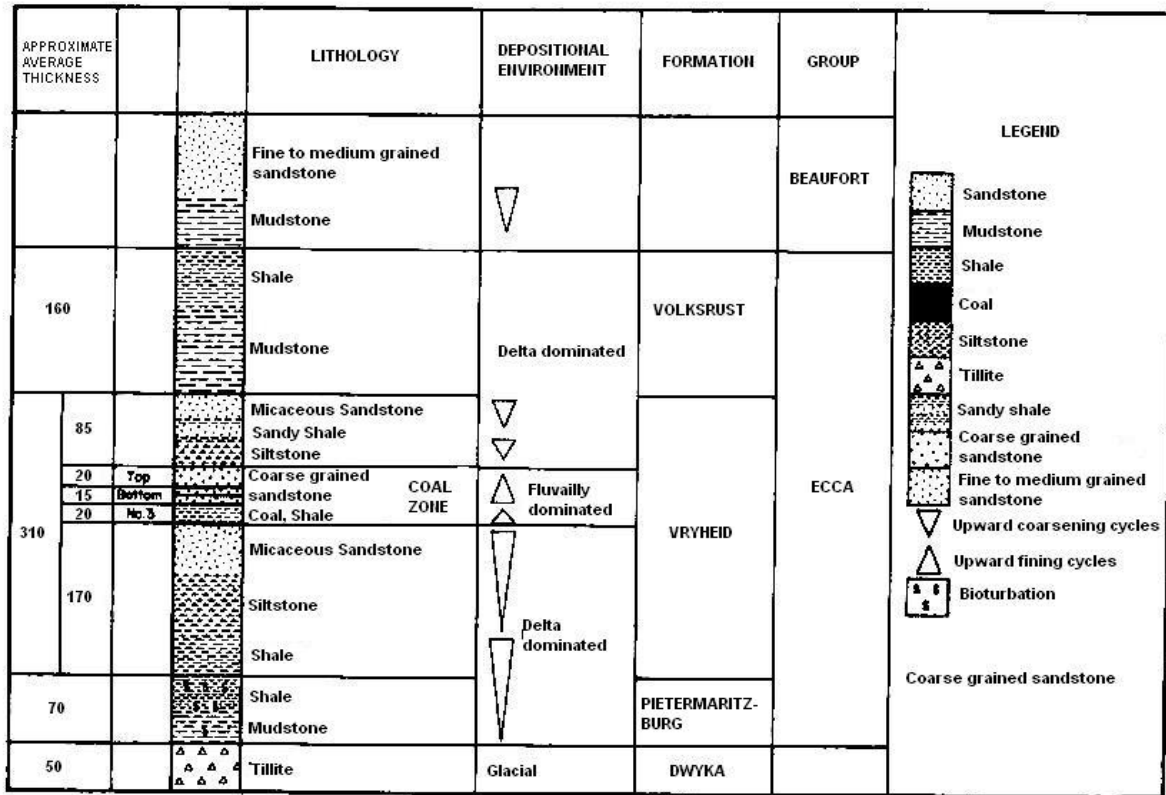 APPROXIMATE
AVERAGE
THICKNESS
LITHOLOGY
DEPOSITIONAL
ENVIRONMENT
FORMATION
GROUP
Fine to medium grained
sandstone
Mudstone
BEAUFORT
160
Shale
Mudstone
Delta dominated
VOLKSRUST
310
85
Micaceous Sandstone
Sandy Shale
Siltstone
20 Top
15 Bottom
20 No.3
Coarse grained
sandstone
Coal, Shale
COAL
ZONE
Fluvailly
dominated
VRYHEID
ECCA
170
Micaceous Sandstone
Siltstone
Shale
Delta
dominated
70
Shale
Mudstone
PIETERMARITZ-
BURG
50
Tillite
Glacial
DWYKA
LEGEND
Sandstone
Mudstone
Shale
Coal
Siltstone
Tillite
Sandy shale
Coarse grained
sandstone
Fine to medium grained
sandstone
Upward coarsening cycles
Upward fining cycles
Bioturbation
Coarse grained sandstone